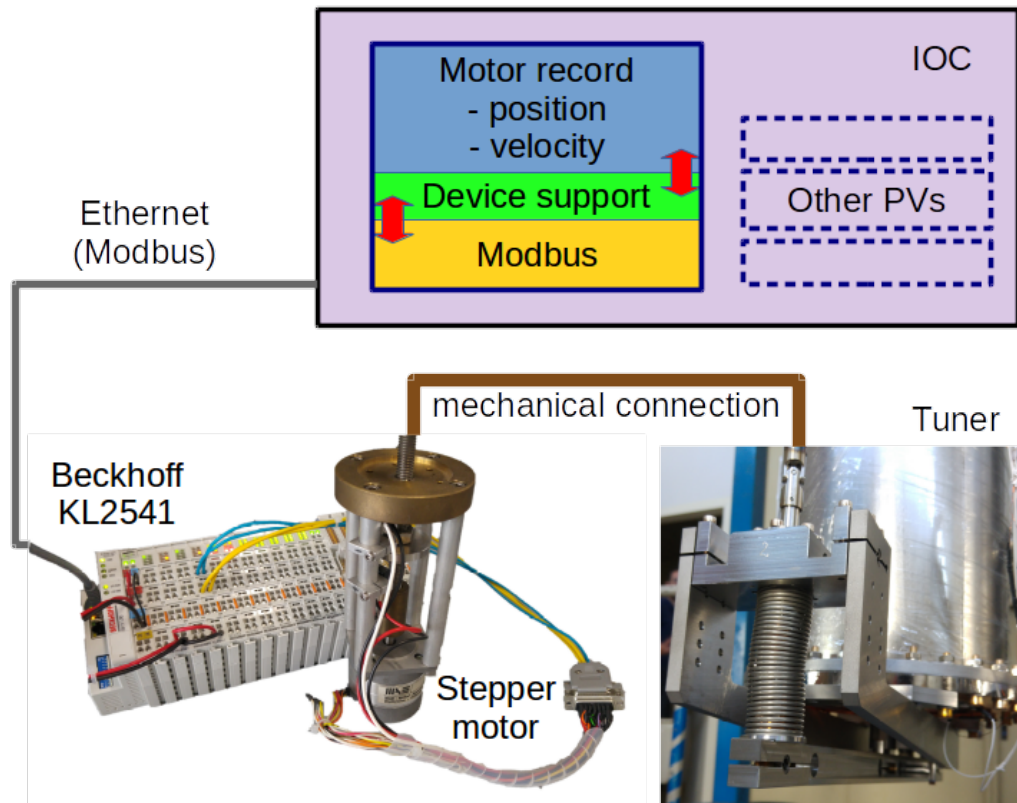 IOC
Motor record
- position
- velocity
Device support
Modbus
Other PVs
Ethernet
(Modbus)
mechanical connection
Tuner
Beckhoff
KL2541
Stepper
motor